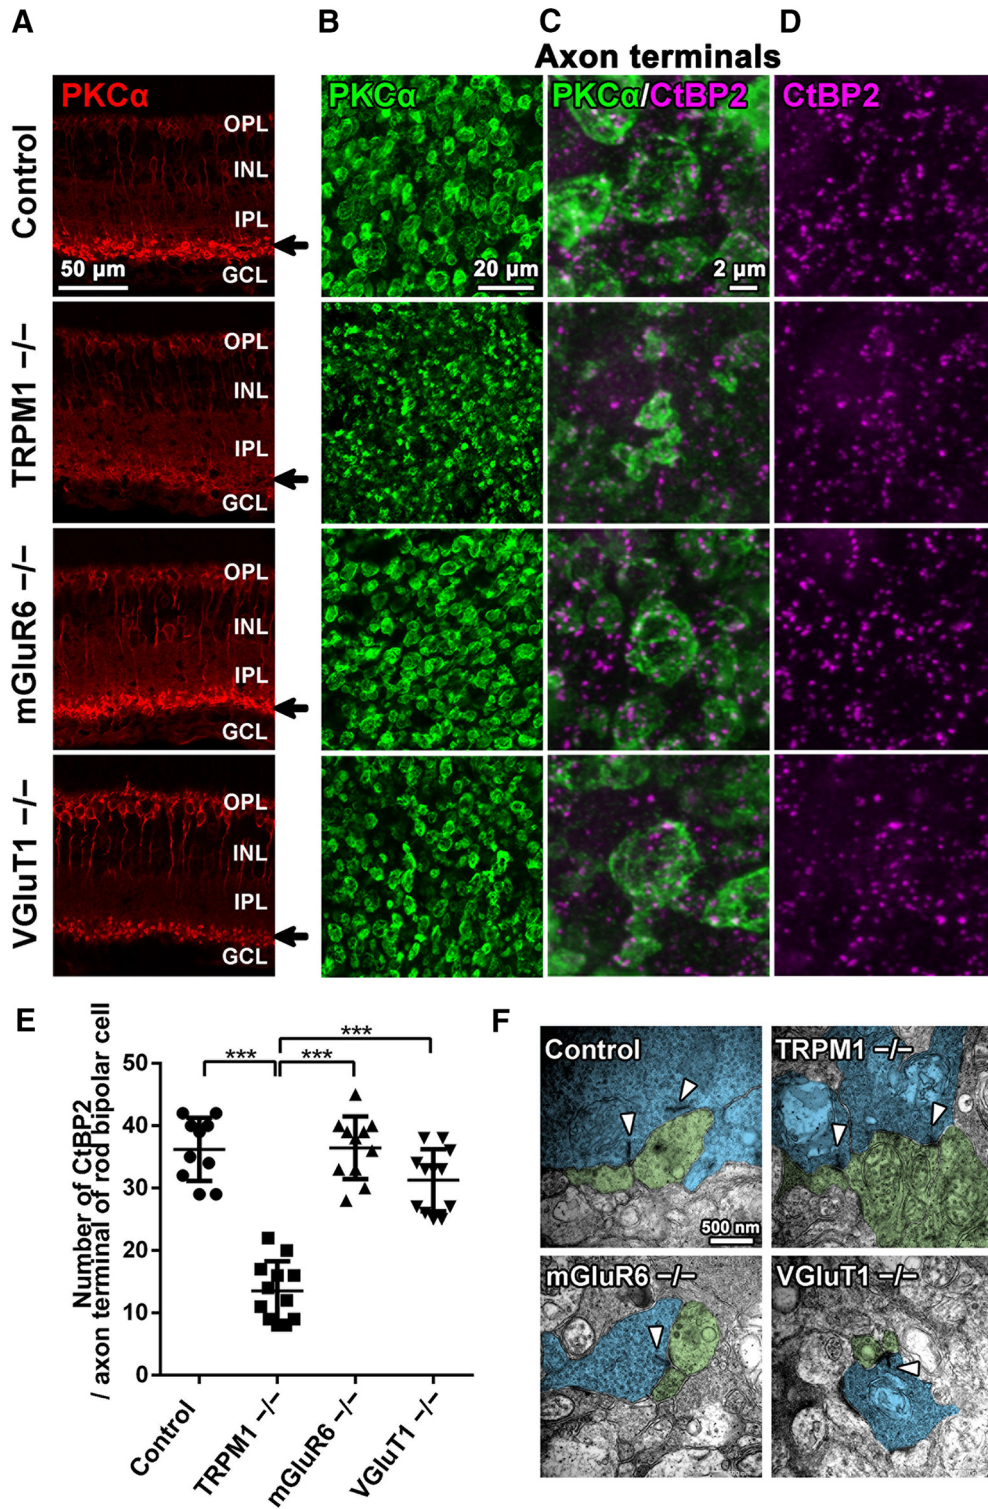 A
B
C
D
Axon terminals
PKCα
PKCα
PKCα/CtBP2
CtBP2
Control
OPL
INL
IPL
GCL
50 µm
20 µm
2 µm
TRPM1 −/−
OPL
INL
IPL
GCL
mGluR6 −/−
OPL
INL
IPL
GCL
VGluT1 −/−
OPL
INL
IPL
GCL
E
Number of CtBP2
/ axon terminal of rod bipolar cell
50
40
30
20
10
0
***
***
***
Control
TRPM1 −/−
mGluR6 −/−
VGluT1 −/−
F
Control
TRPM1 −/−
500 nm
mGluR6 −/−
VGluT1 −/−